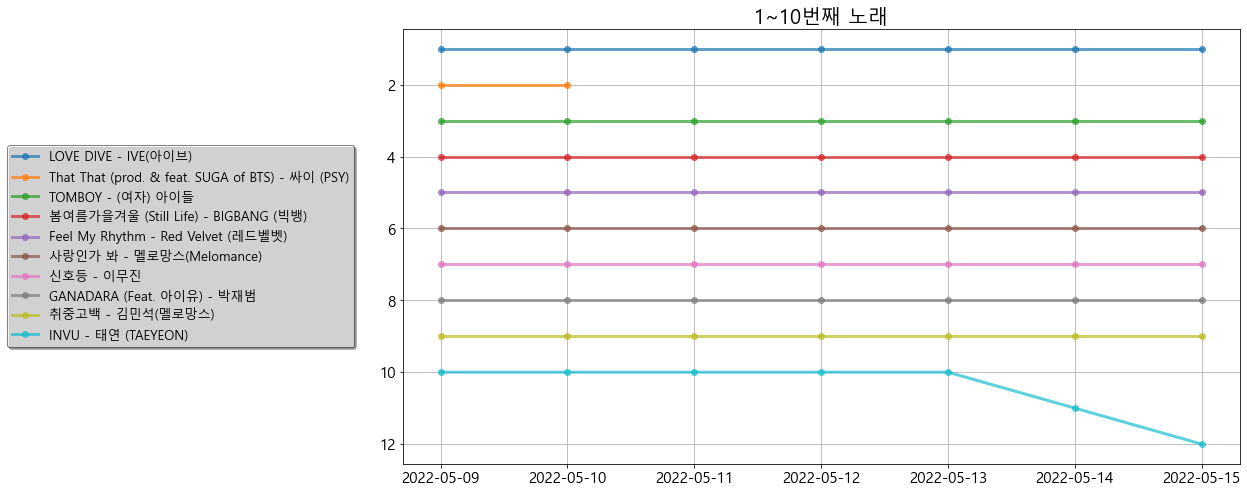 1~10번째 노래
LOVE DIVE - IVE(아이브)
That That (prod. & feat. SUGA of BTS) - 싸이 (PSY)
TOMBOY - (여자) 아이들
봄여름가을겨울 (Still Life) - BIGBANG (빅뱅)
Feel My Rhythm - Red Velvet (레드벨벳)
사랑인가 봐 - 멜로망스(Melomance)
신호등 - 이무진
GANADARA (Feat. 아이유) - 박재범
취중고백 - 김민석(멜로망스)
INVU - 태연 (TAEYEON)
2
4
6
8
10
12
2022-05-09 2022-05-10 2022-05-11 2022-05-12 2022-05-13 2022-05-14 2022-05-15